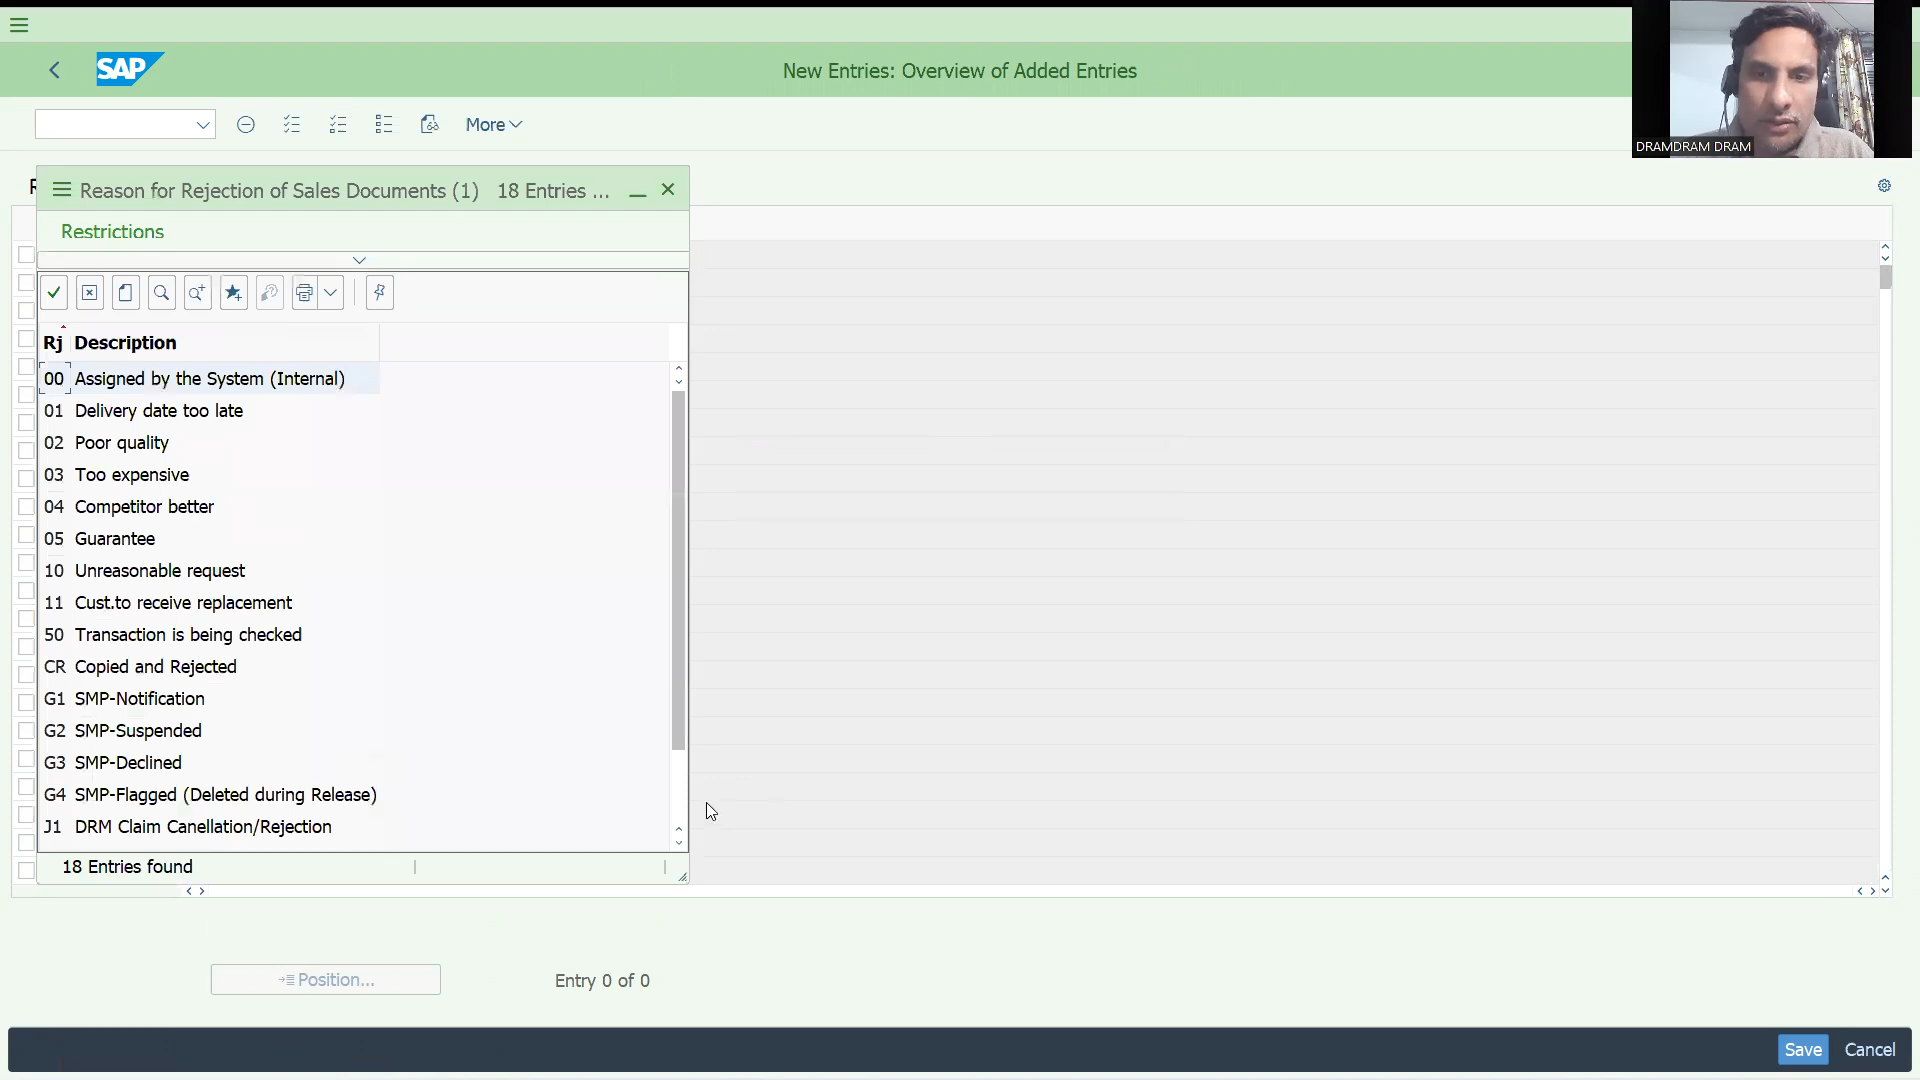 SAP
New Entries: Overview of Added Entries
DRAMDRAM DRAM
More
Reason for Rejection of Sales Documents (1) 18 Entries ...
Restrictions
Rj Description
00 Assigned by the System (Internal)
01 Delivery date too late
02 Poor quality
03 Too expensive
04 Competitor better
05 Guarantee
10 Unreasonable request
11 Cust.to receive replacement
50 Transaction is being checked
CR Copied and Rejected
G1 SMP-Notification
G2 SMP-Suspended
G3 SMP-Declined
G4 SMP-Flagged (Deleted during Release)
J1 DRM Claim Canellation/Rejection
18 Entries found
Position... Entry 0 of 0
Save Cancel